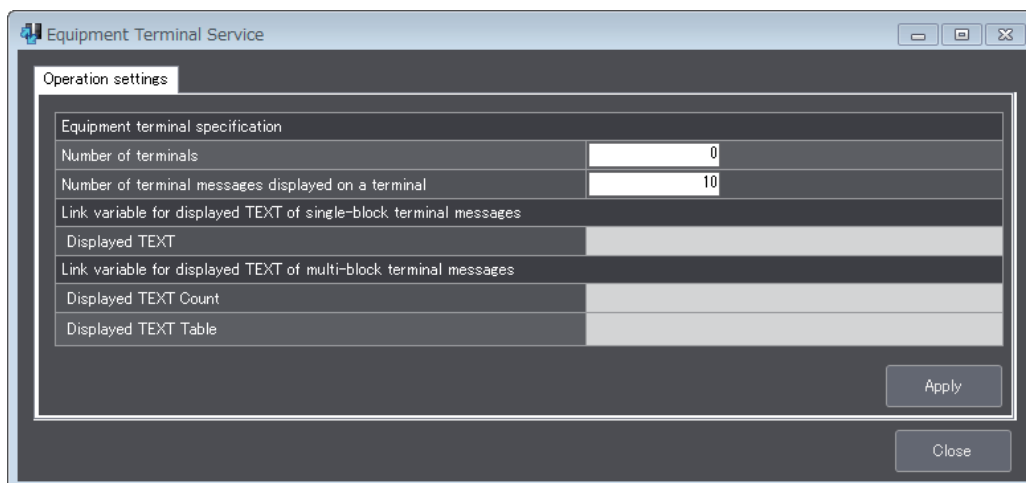 Equipment Terminal Service
Operation settings
Equipment terminal specification
Number of terminals 0
Number of terminal messages displayed on a terminal 10
Link variable for displayed TEXT of single-block terminal messages
Displayed TEXT
Link variable for displayed TEXT of multi-block terminal messages
Displayed TEXT Count
Displayed TEXT Table
Apply
Close